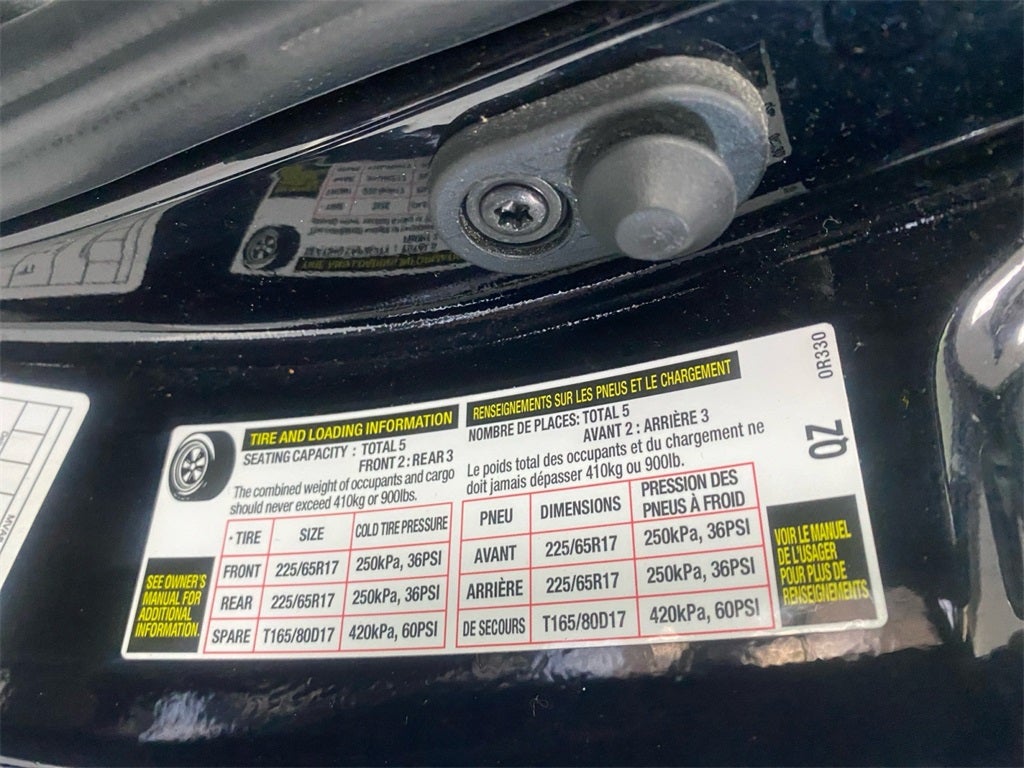 TIRE AND LOADING INFORMATION
SEATING CAPACITY : TOTAL 5
FRONT 2 : REAR 3
The combined weight of occupants and cargo
should never exceed 410kg or 900lbs.
TIRE SIZE COLD TIRE PRESSURE
FRONT 225/65R17 250kPa, 36PSI
REAR 225/65R17 250kPa, 36PSI
SPARE T165/80D17 420kPa, 60PSI
SEE OWNER'S
MANUAL FOR
ADDITIONAL
INFORMATION.
RENSEIGNEMENTS SUR LES PNEUS ET LE CHARGEMENT
NOMBRE DE PLACES: TOTAL 5
AVANT 2 : ARRIÈRE 3
Le poids total des occupants et du chargement ne
doit jamais dépasser 410kg ou 900lb.
PNEU DIMENSIONS PRESSION DES
PNEUS À FROID
AVANT 225/65R17 250kPa, 36PSI
ARRIÈRE 225/65R17 250kPa, 36PSI
DE SECOURS T165/80D17 420kPa, 60PSI
VOIR LE MANUEL
DE L'USAGER
POUR PLUS DE
RENSEIGNEMENTS
0R330
QZ